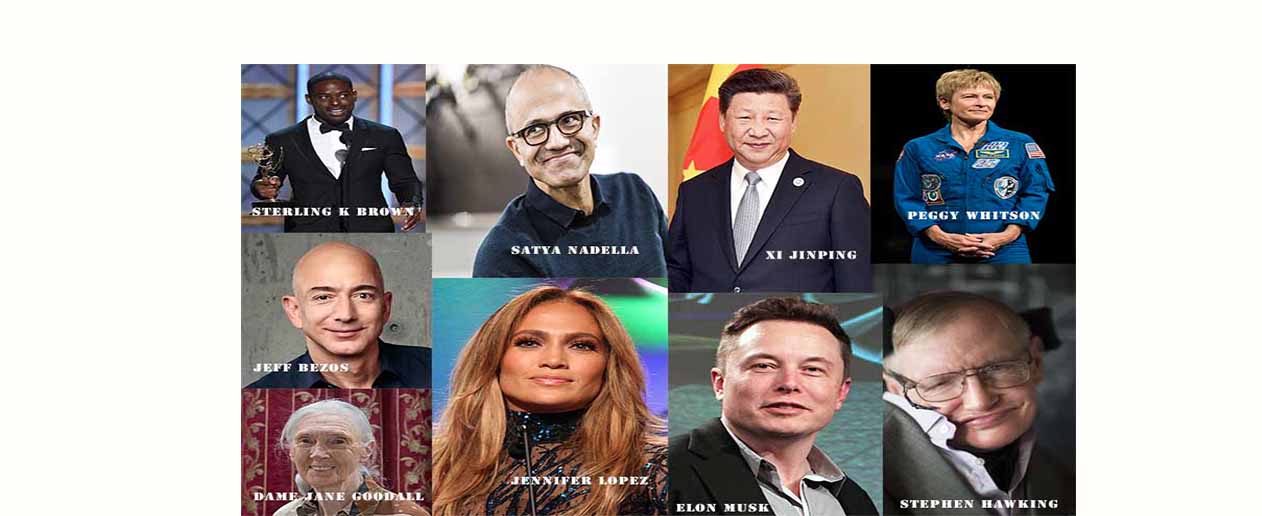 STERLING K BROWN
SATYA NADELLA
XI JINPING
PEGGY WHITSON
JEFF BEZOS
JENNIFER LOPEZ
DAME JANE GOODALL
ELON MUSK
STEPHEN HAWKING